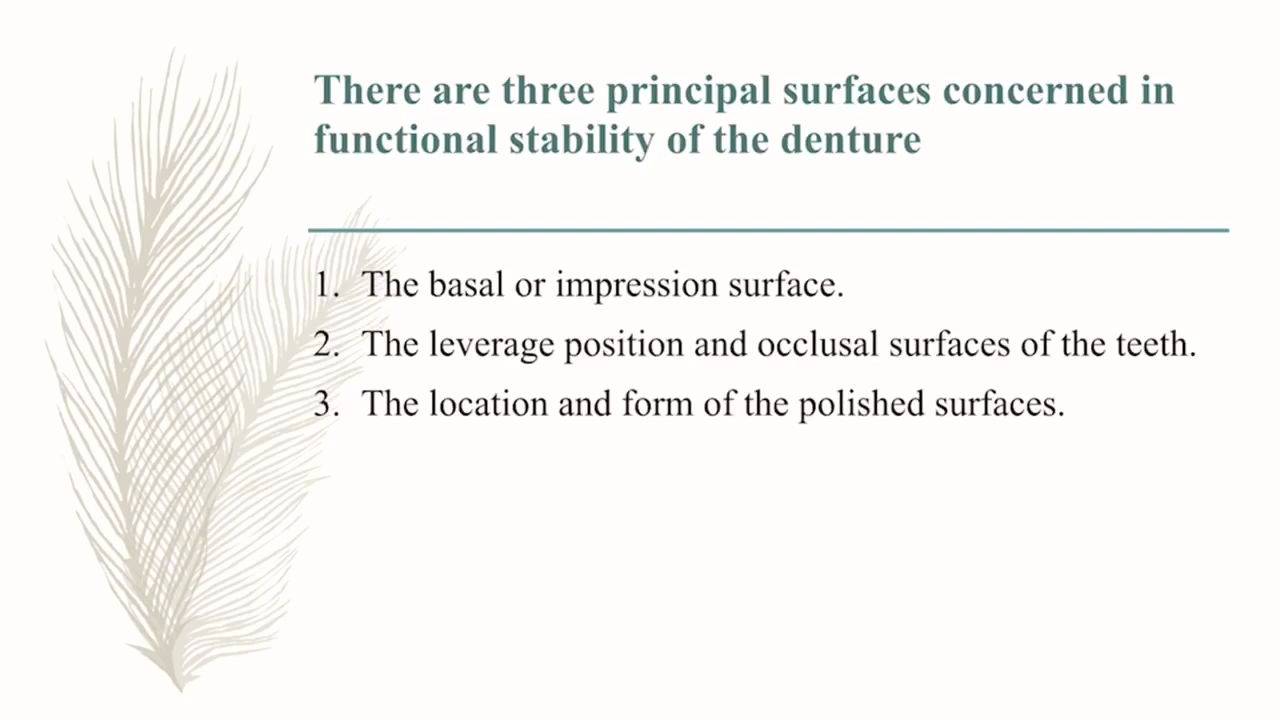 There are three principal surfaces concerned in
functional stability of the denture
1. The basal or impression surface.
2. The leverage position and occlusal surfaces of the teeth.
3. The location and form of the polished surfaces.